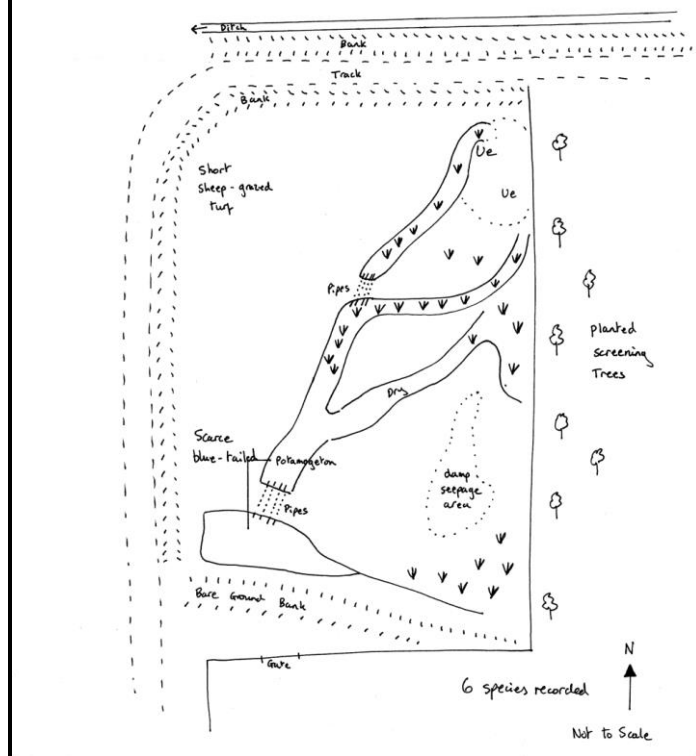 Ditch
Bank
Track
Bank
Short
Sheep-grazed
turf
Ue
Ue
Pipes
Planted
Screening
Trees
Dry
Scarce
blue-tailed
Potamogeton
damp
seepage
area
Pipes
Bare Ground Bank
Gate
6 species recorded
N
Not to Scale